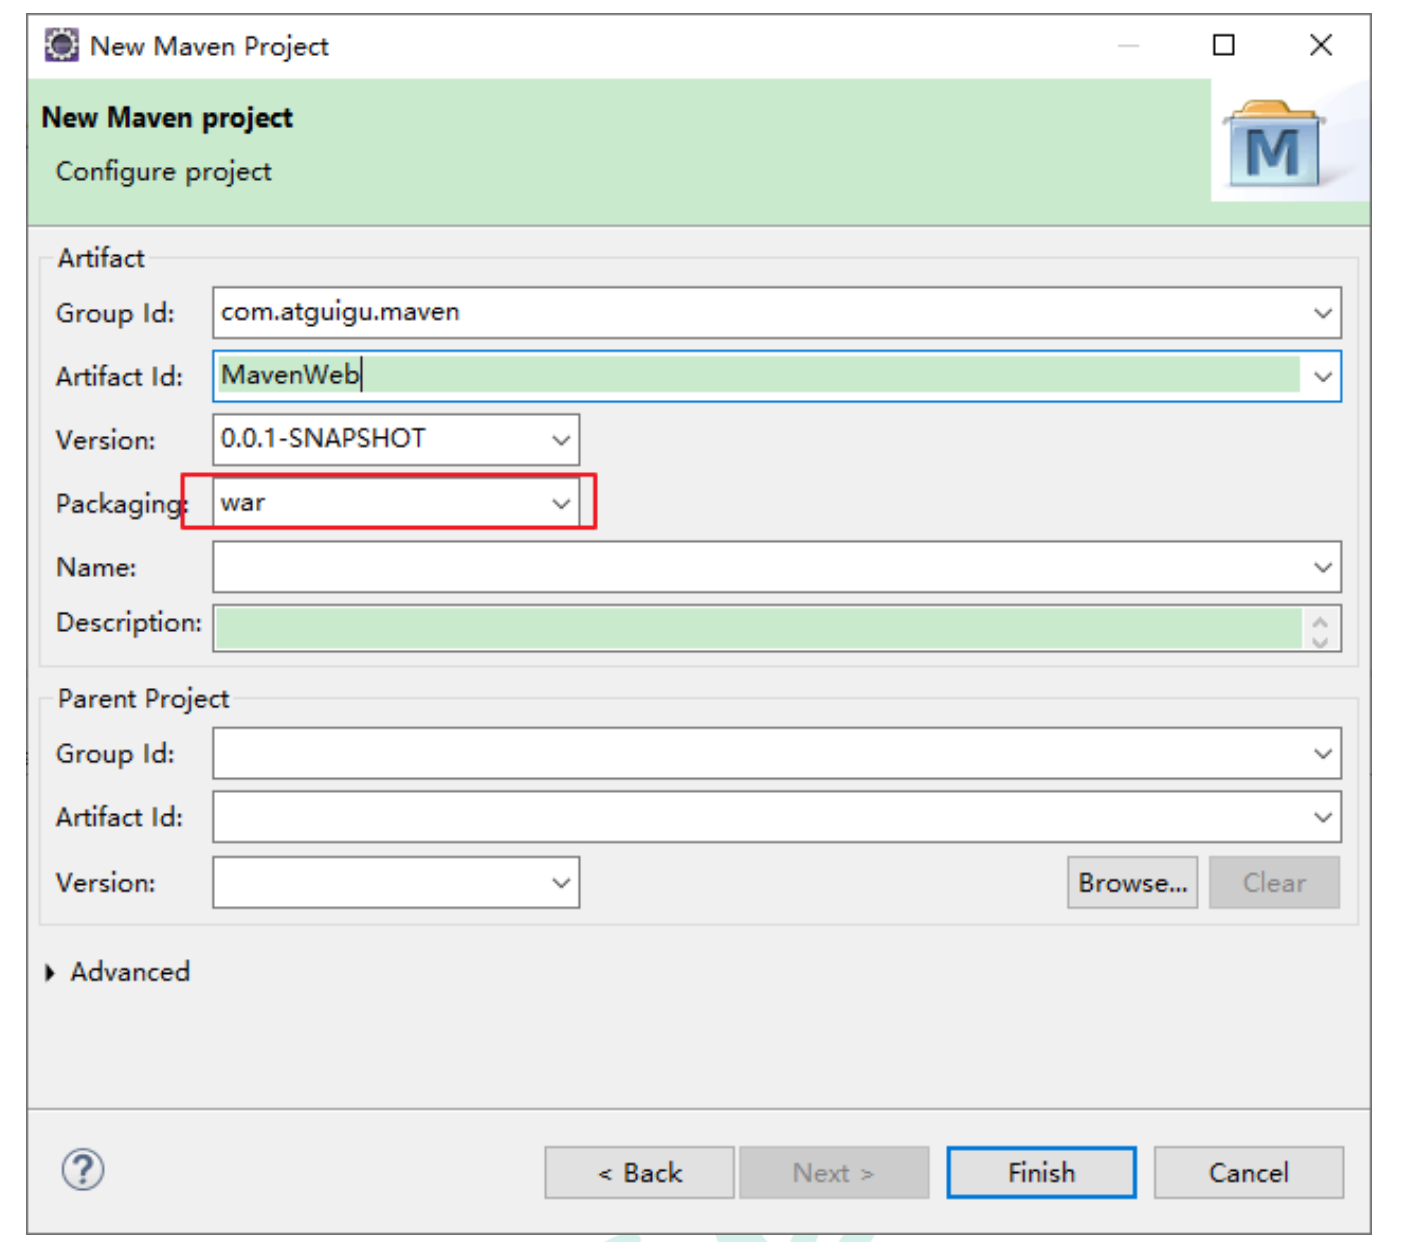 New Maven Project
New Maven project
Configure project
M
Artifact
Group Id: com.atguigu.maven
Artifact Id: MavenWeb
Version: 0.0.1-SNAPSHOT
Packaging: war
Name:
Description:
Parent Project
Group Id:
Artifact Id:
Version: Browse... Clear
Advanced
? < Back Next > Finish Cancel